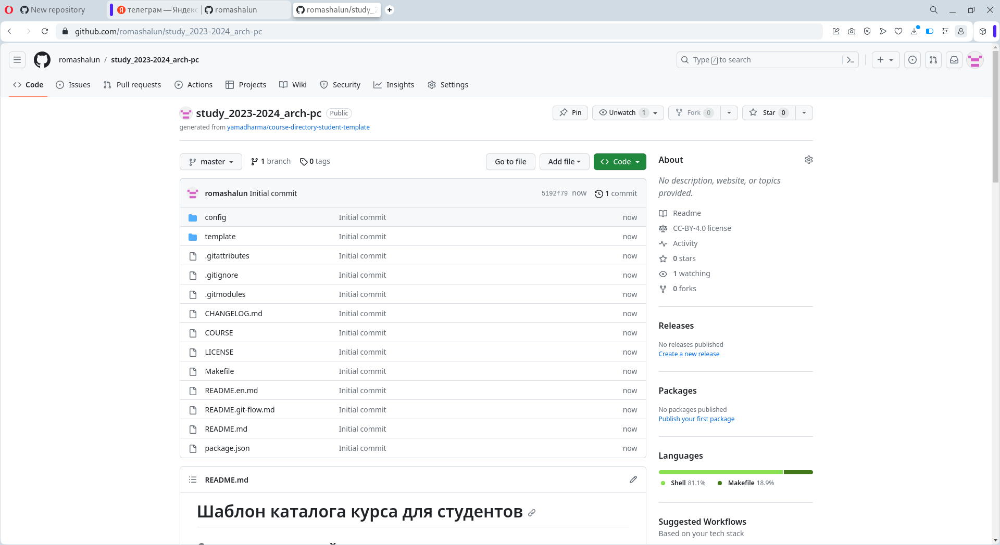 New repository
телеграм — Яндекс
romashalun
romashalun/study_2
github.com/romashalun/study_2023-2024_arch-pc
romashalun / study_2023-2024_arch-pc
Type / to search
Code
Issues
Pull requests
Actions
Projects
Wiki
Security
Insights
Settings
study_2023-2024_arch-pc Public
Pin
Unwatch 1
Fork 0
Star 0
generated from yamadharma/course-directory-student-template
master
1 branch
0 tags
Go to file
Add file
Code
romashalun Initial commit 5192f79 now 1 commit
config Initial commit now
template Initial commit now
.gitattributes Initial commit now
.gitignore Initial commit now
.gitmodules Initial commit now
CHANGELOG.md Initial commit now
COURSE Initial commit now
LICENSE Initial commit now
Makefile Initial commit now
README.en.md Initial commit now
README.git-flow.md Initial commit now
README.md Initial commit now
package.json Initial commit now
README.md
Шаблон каталога курса для студентов
About
No description, website, or topics
provided.
Readme
CC-BY-4.0 license
Activity
0 stars
1 watching
0 forks
Releases
No releases published
Create a new release
Packages
No packages published
Publish your first package
Languages
Shell 81.1%
Makefile 18.9%
Suggested Workflows
Based on your tech stack